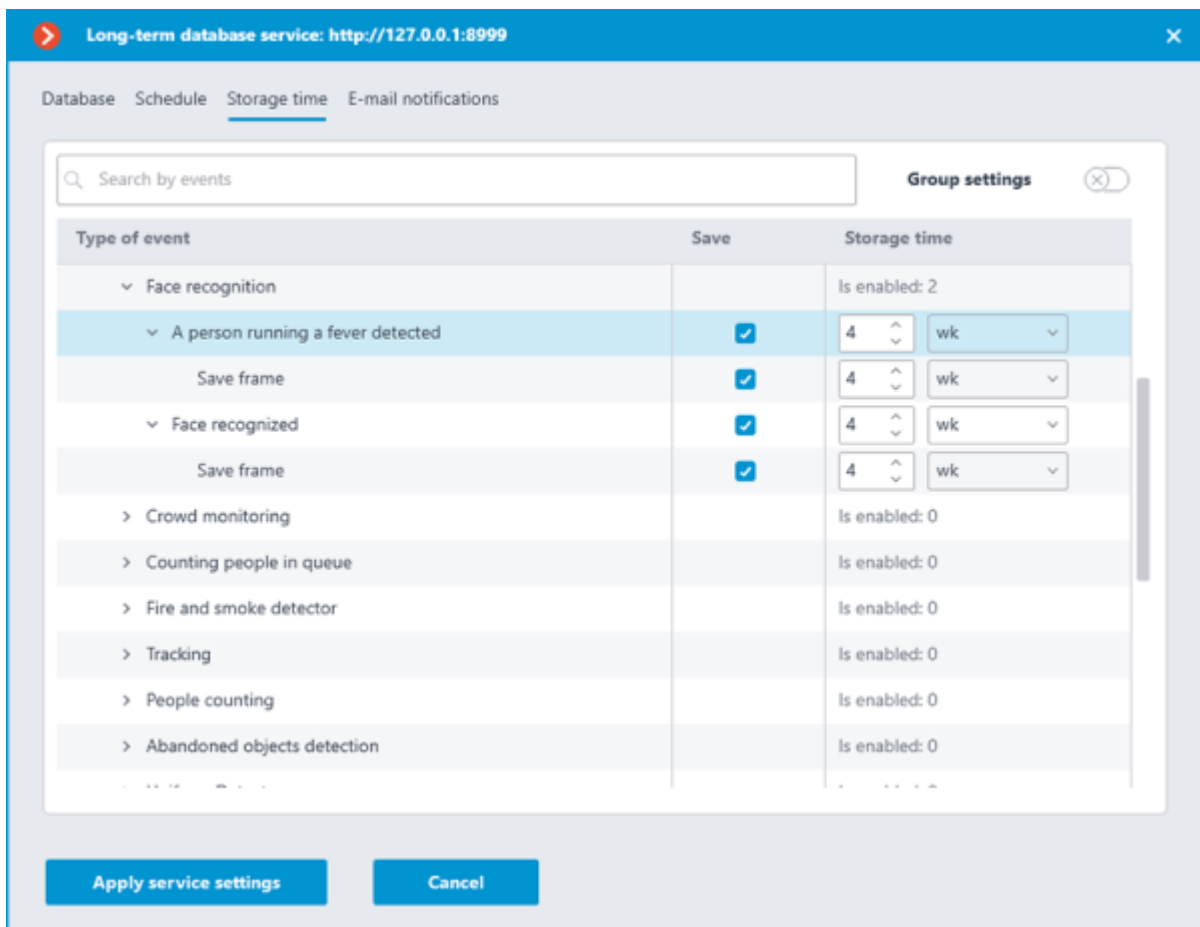 Long-term database service: http://127.0.0.1:8999
Database Schedule Storage time E-mail notifications
Search by events Group settings
Type of event Save Storage time
Face recognition Is enabled: 2
A person running a fever detected 4 wk
Save frame 4 wk
Face recognized 4 wk
Save frame 4 wk
Crowd monitoring Is enabled: 0
Counting people in queue Is enabled: 0
Fire and smoke detector Is enabled: 0
Tracking Is enabled: 0
People counting Is enabled: 0
Abandoned objects detection Is enabled: 0
Apply service settings Cancel